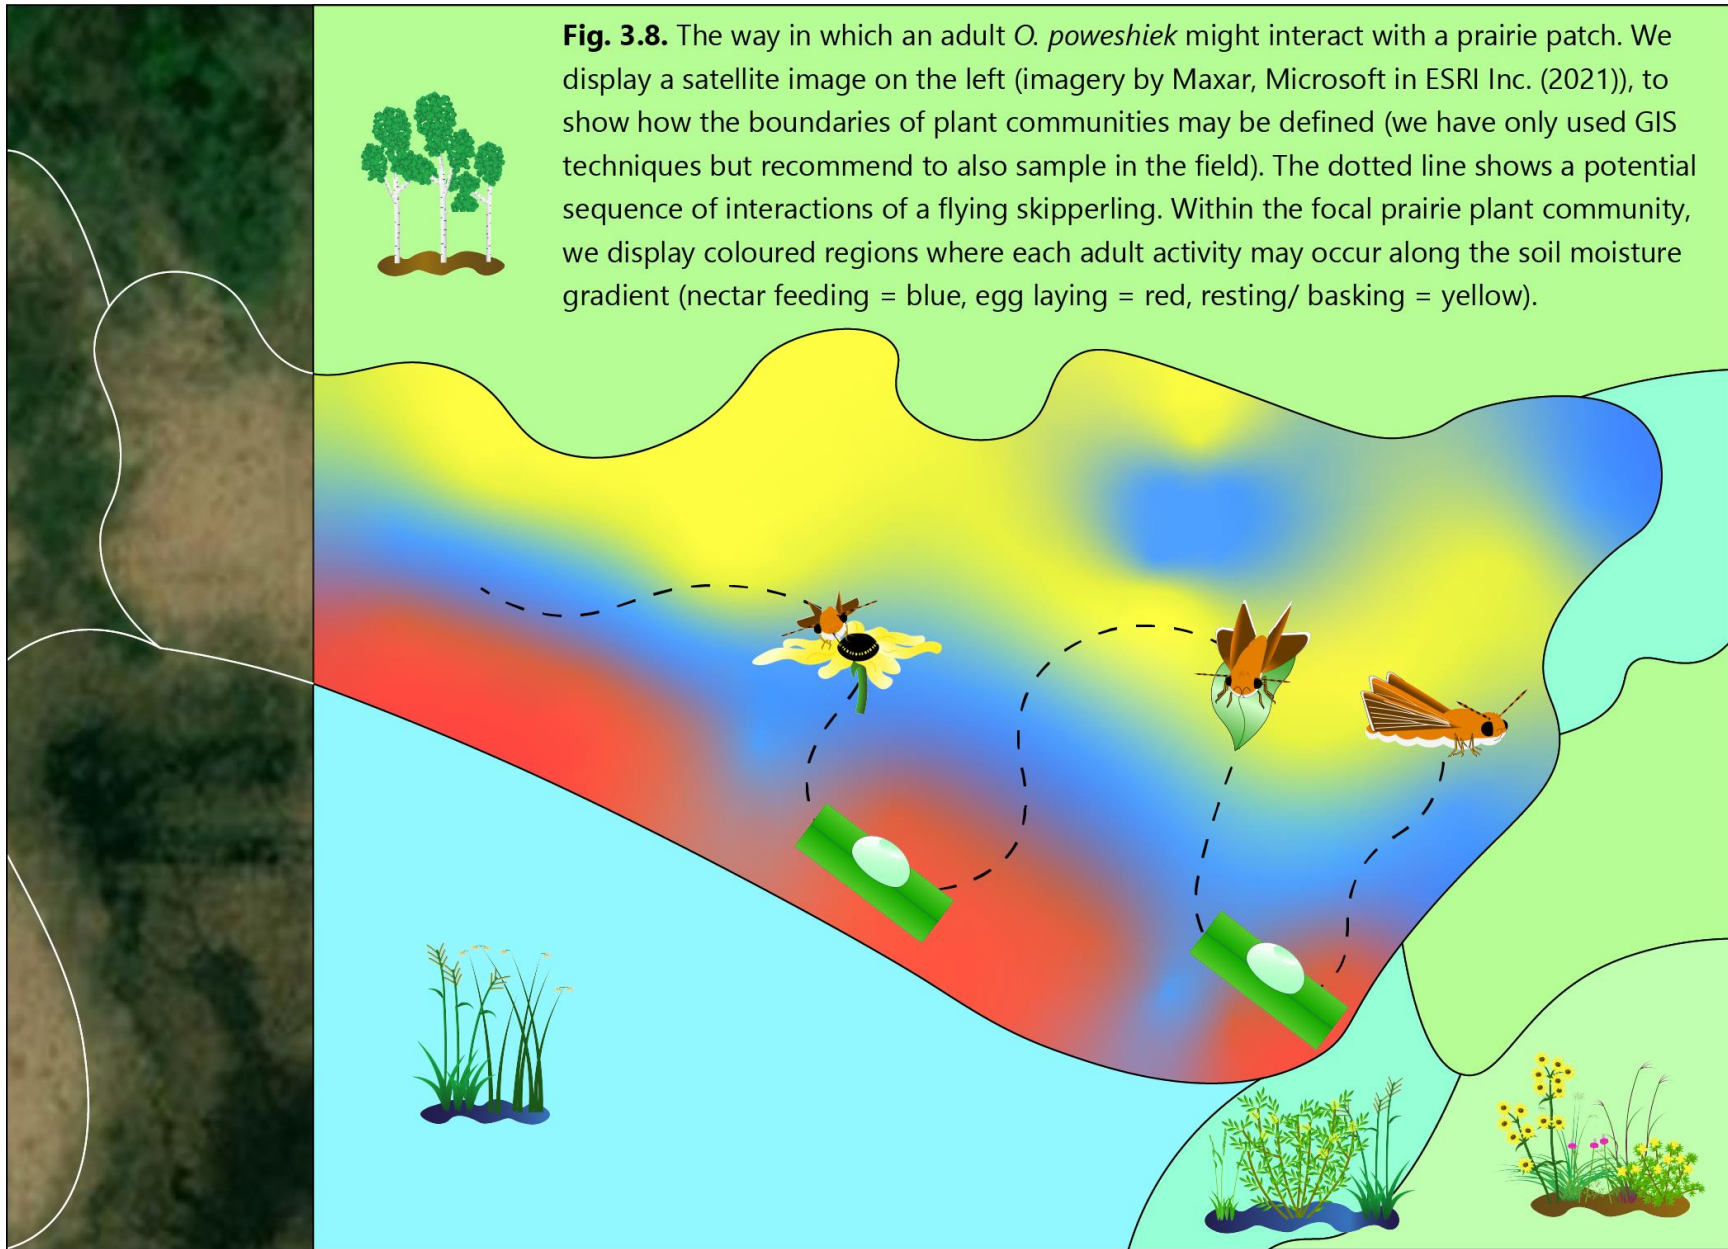 Fig. 3.8. The way in which an adult O. poweshiek might interact with a prairie patch. We
display a satellite image on the left (imagery by Maxar, Microsoft in ESRI Inc. (2021)), to
show how the boundaries of plant communities may be defined (we have only used GIS
techniques but recommend to also sample in the field). The dotted line shows a potential
sequence of interactions of a flying skipperling. Within the focal prairie plant community,
we display coloured regions where each adult activity may occur along the soil moisture
gradient (nectar feeding = blue, egg laying = red, resting/ basking = yellow).